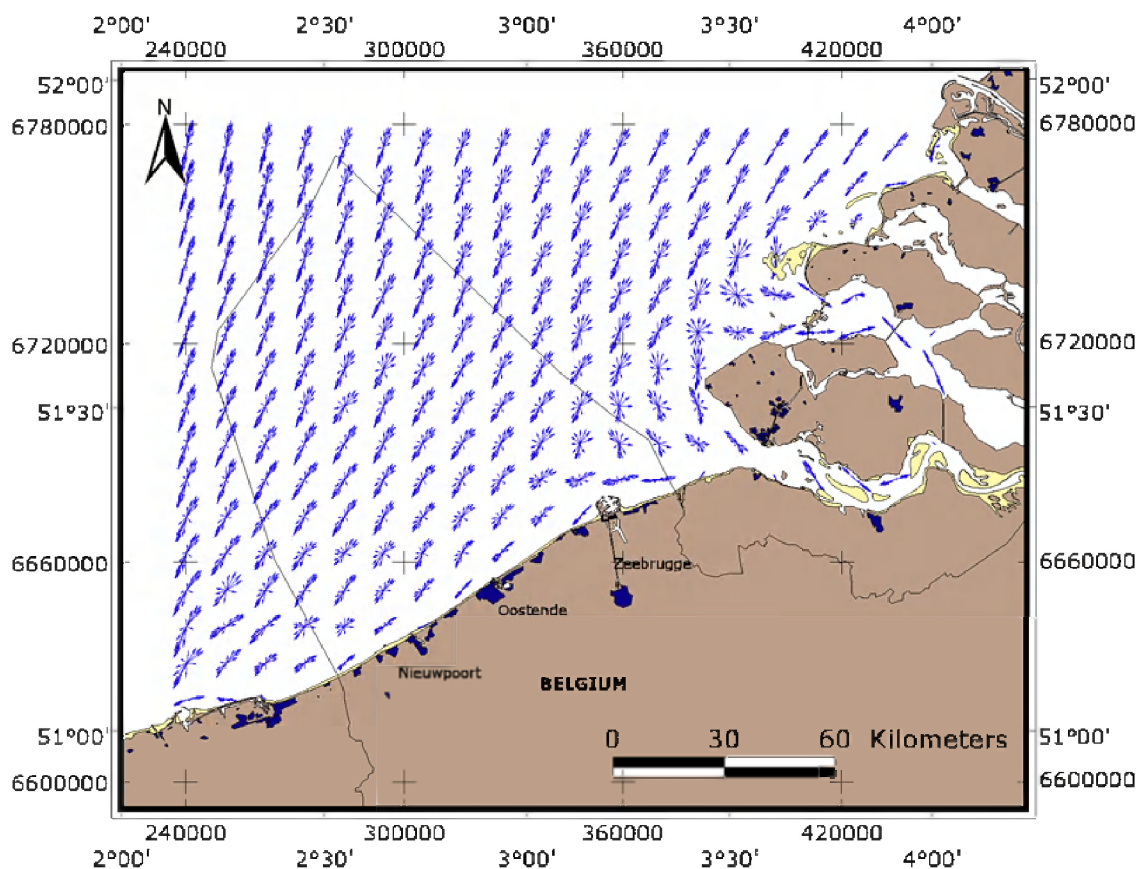 2°00' 2°30' 3°00' 3°30' 4°00'
240000 300000 360000 420000
52°00' 52°00'
N
6780000 6780000
6720000 6720000
51°30' 51°30'
6660000 6660000
Zeebrugge
Oostende
Nieuwpoort
BELGIUM
51°00' 51°00'
0 30 60 Kilometers
6600000 6600000
240000 300000 360000 420000
2°00' 2°30' 3°00' 3°30' 4°00'